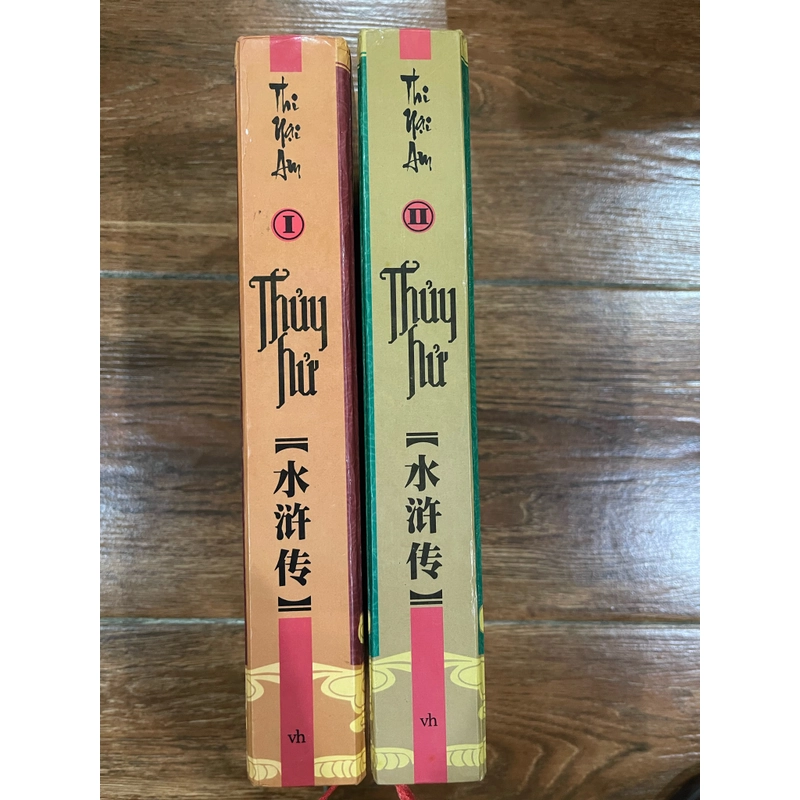 Thi
Nại
Am
I
Thủy
hử
【水浒传】
vh
Thi
Nại
Am
II
Thủy
hử
【水浒传】
vh